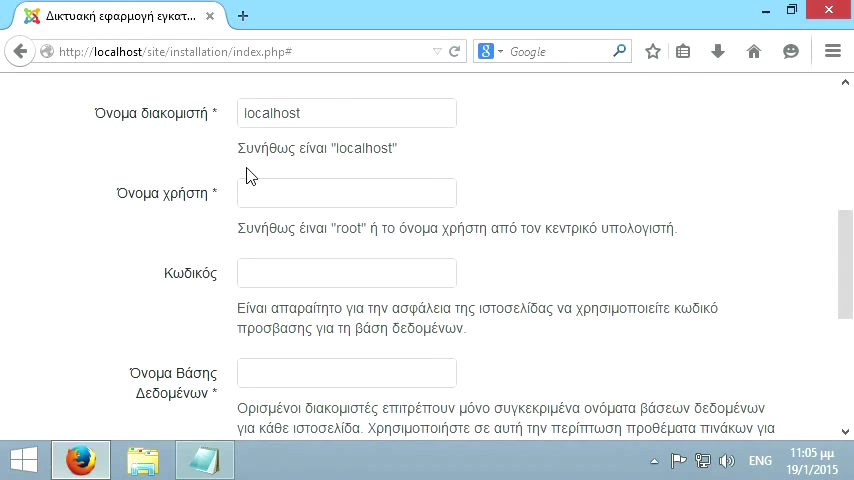 Δικτυακή εφαρμογή εγκατ...
http://localhost/site/installation/index.php#
Google
Όνομα διακομιστή *
localhost
Συνήθως είναι "localhost"
Όνομα χρήστη *
Συνήθως έιναι "root" ή το όνομα χρήστη από τον κεντρικό υπολογιστή.
Κωδικός
Είναι απαραίτητο για την ασφάλεια της ιστοσελίδας να χρησιμοποιείτε κωδικό
προσβασης για τη βάση δεδομένων.
Όνομα Βάσης
Δεδομένων *
Ορισμένοι διακομιστές επιτρέπουν μόνο συγκεκριμένα ονόματα βάσεων δεδομένων
για κάθε ιστοσελίδα. Χρησιμοποιήστε σε αυτή την περίπτωση προθέματα πινάκων για
ENG
11:05 μμ
19/1/2015